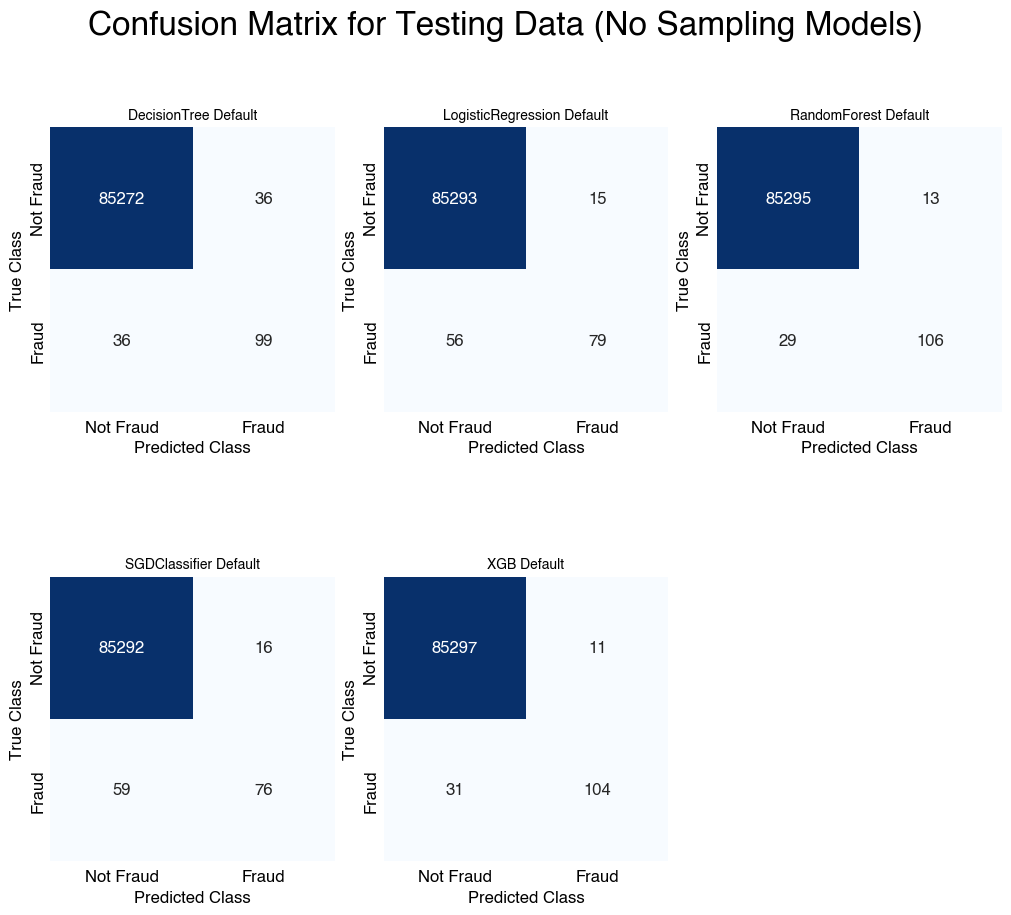 Confusion Matrix for Testing Data (No Sampling Models)
DecisionTree Default
True Class
Not Fraud
Fraud
85272 36
36 99
Not Fraud Fraud
Predicted Class
LogisticRegression Default
True Class
Not Fraud
Fraud
85293 15
56 79
Not Fraud Fraud
Predicted Class
RandomForest Default
True Class
Not Fraud
Fraud
85295 13
29 106
Not Fraud Fraud
Predicted Class
SGDClassifier Default
True Class
Not Fraud
Fraud
85292 16
59 76
Not Fraud Fraud
Predicted Class
XGB Default
True Class
Not Fraud
Fraud
85297 11
31 104
Not Fraud Fraud
Predicted Class